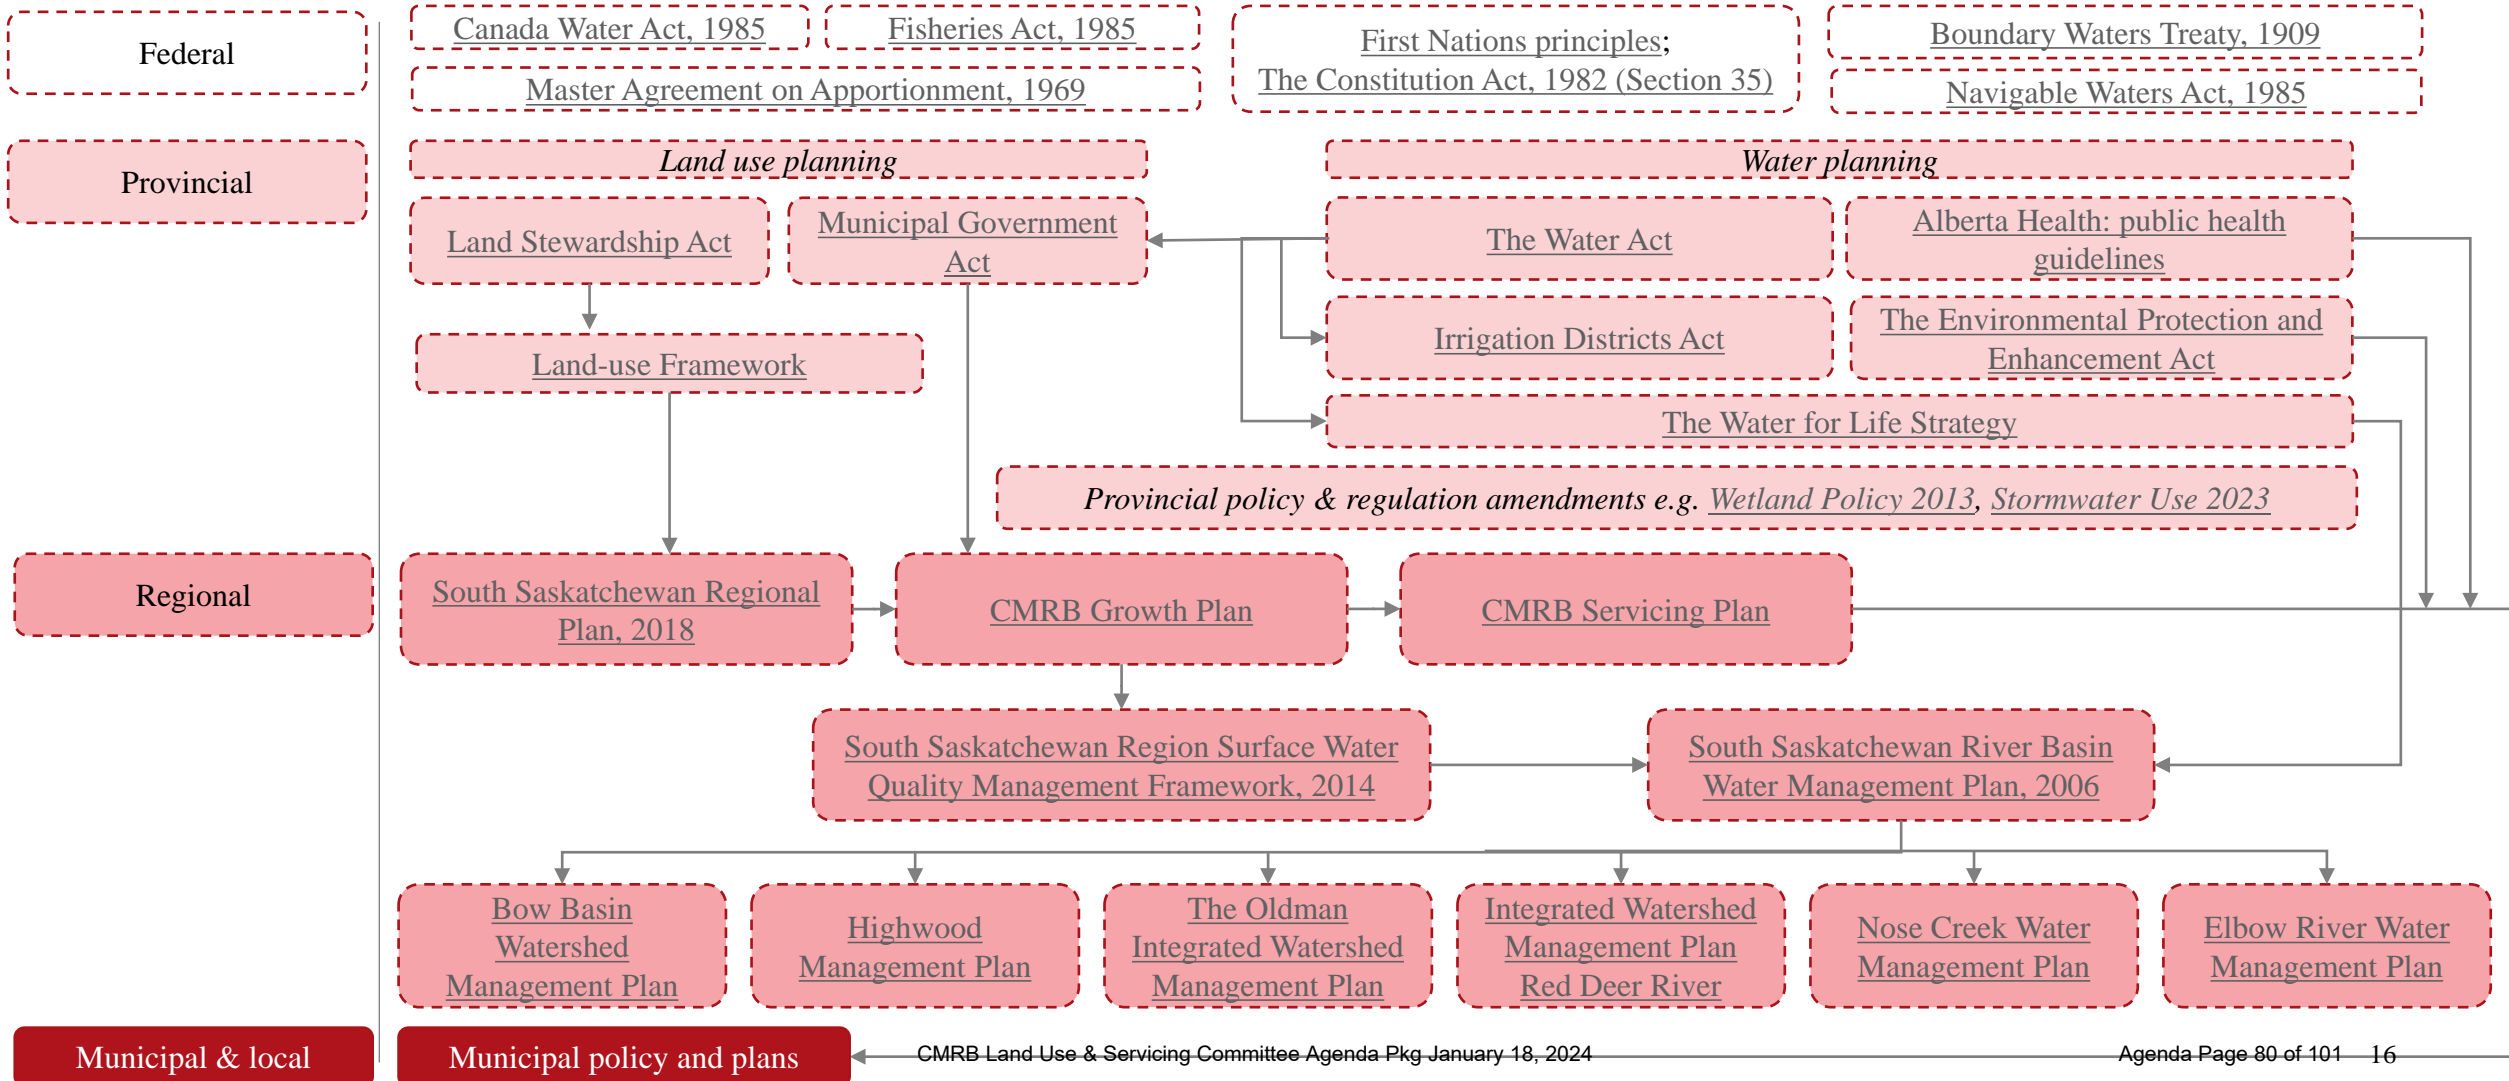 Federal
Canada Water Act, 1985
Fisheries Act, 1985
Master Agreement on Apportionment, 1969
First Nations principles;
The Constitution Act, 1982 (Section 35)
Boundary Waters Treaty, 1909
Navigable Waters Act, 1985
Provincial
Land use planning
Water planning
Land Stewardship Act
Municipal Government
Act
The Water Act
Alberta Health: public health
guidelines
Land-use Framework
Irrigation Districts Act
The Environmental Protection and
Enhancement Act
The Water for Life Strategy
Provincial policy & regulation amendments e.g. Wetland Policy 2013, Stormwater Use 2023
Regional
South Saskatchewan Regional
Plan, 2018
CMRB Growth Plan
CMRB Servicing Plan
South Saskatchewan Region Surface Water
Quality Management Framework, 2014
South Saskatchewan River Basin
Water Management Plan, 2006
Bow Basin
Watershed
Management Plan
Highwood
Management Plan
The Oldman
Integrated Watershed
Management Plan
Integrated Watershed
Management Plan
Red Deer River
Nose Creek Water
Management Plan
Elbow River Water
Management Plan
Municipal & local
Municipal policy and plans
CMRB Land Use & Servicing Committee Agenda Pkg January 18, 2024
Agenda Page 80 of 101
16